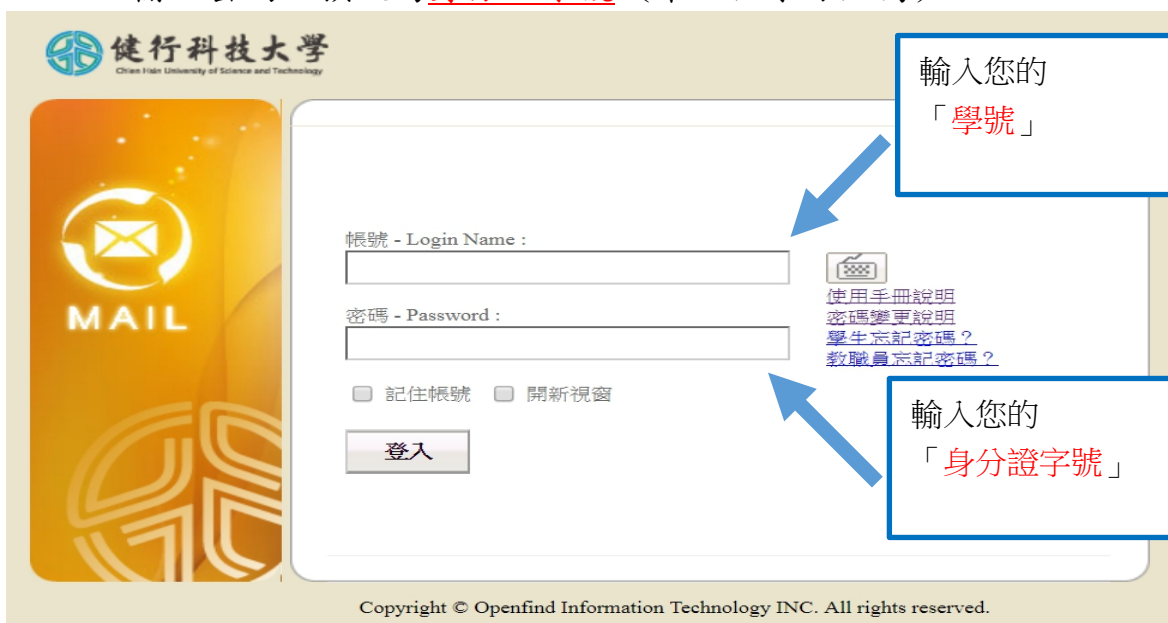 健行科技大學
Chien Hsin University of Science and Technology
輸入您的
「學號」
帳號 - Login Name :
使用手冊說明
密碼變更說明
學生忘記密碼？
教職員忘記密碼？
密碼 - Password :
MAIL
記住帳號 開新視窗
登入
輸入您的
「身分證字號」
Copyright © Openfind Information Technology INC. All rights reserved.